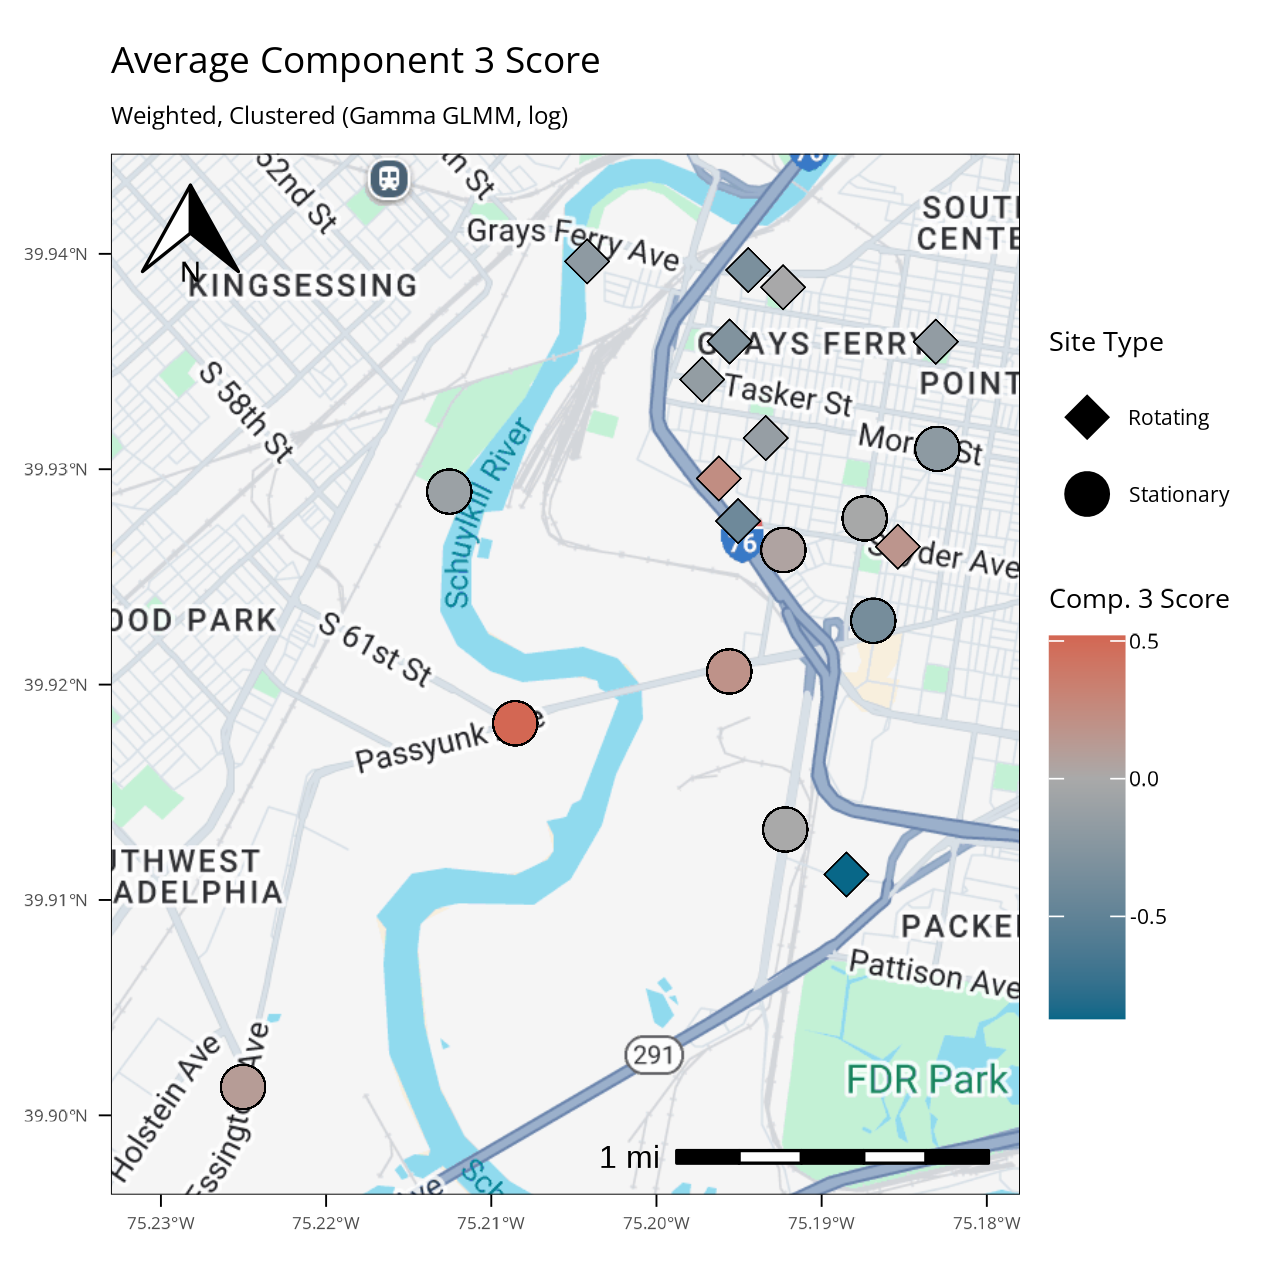 Average Component 3 Score
Weighted, Clustered (Gamma GLMM, log)
52nd St
th St
76
SOUTH
CENTE
Grays Ferry Ave
39.94°N
N
KINGSESSING
GRAYS FERRY
Site Type
POINT
S 58th St
Tasker St
Rotating
Mor St
39.93°N
Stationary
Schuylkill River
76
S der Ave
Comp. 3 Score
OOD PARK
S 61st St
0.5
39.92°N
Passyunk e
0.0
39.91°N
UTHWEST
ADELPHIA
-0.5
PACKE
Pattison Ave
Holstein Ave
Essington Ave
291
FDR Park
39.90°N
1 mi
Sch
ve
75.23°W 75.22°W 75.21°W 75.20°W 75.19°W 75.18°W